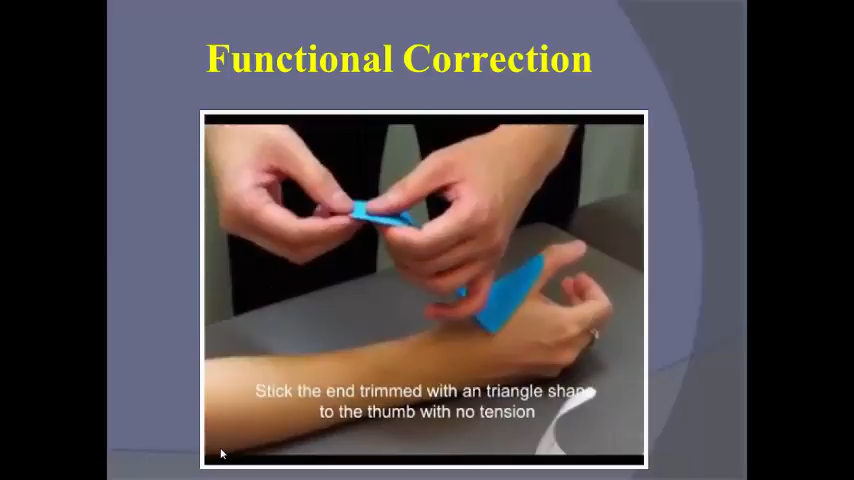 Functional Correction
Stick the end trimmed with an triangle shape
to the thumb with no tension